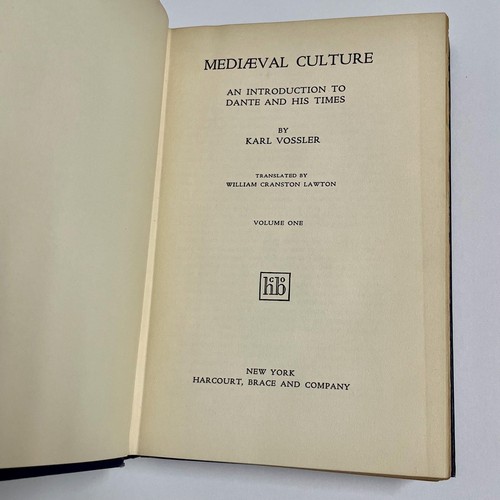 MEDIÆVAL CULTURE
AN INTRODUCTION TO
DANTE AND HIS TIMES
BY
KARL VOSSLER
TRANSLATED BY
WILLIAM CRANSTON LAWTON
VOLUME ONE
hcbo
NEW YORK
HARCOURT, BRACE AND COMPANY